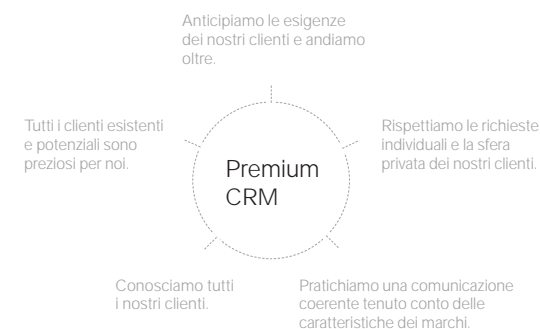 Anticipiamo le esigenze
dei nostri clienti e andiamo
oltre.
Tutti i clienti esistenti
e potenziali sono
preziosi per noi.
Rispettiamo le richieste
individuali e la sfera
privata dei nostri clienti.
Premium
CRM
Conosciamo tutti
i nostri clienti.
Pratichiamo una comunicazione
coerente tenuto conto delle
caratteristiche dei marchi.